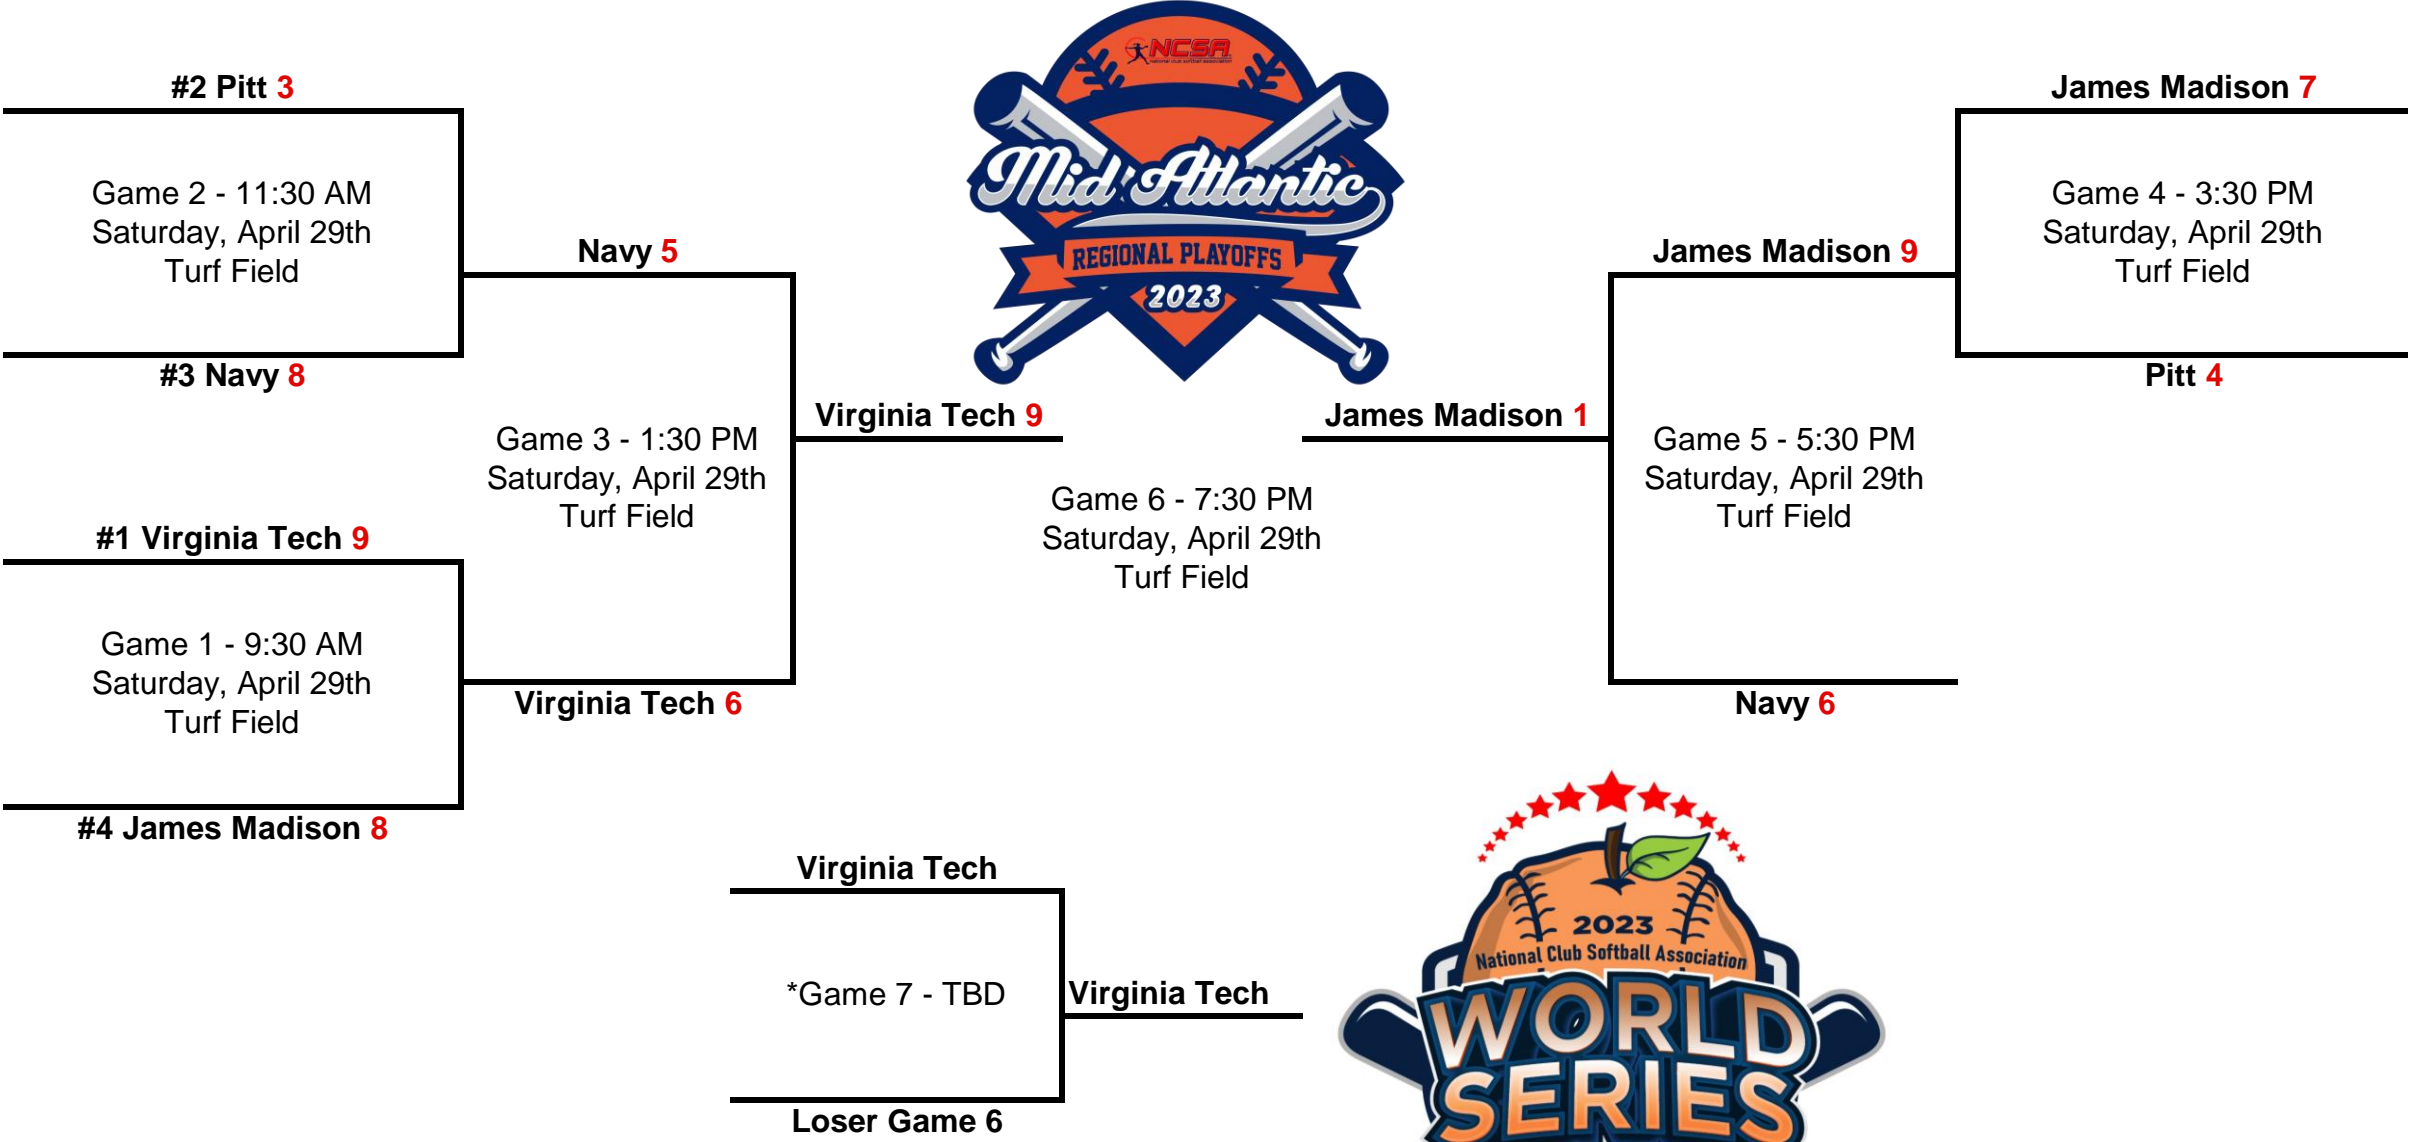 NCSA
national club softball association
Mid Atlantic
REGIONAL PLAYOFFS
2023
#2 Pitt 3
Game 2 - 11:30 AM
Saturday, April 29th
Turf Field
#3 Navy 8
Navy 5
Game 3 - 1:30 PM
Saturday, April 29th
Turf Field
Virginia Tech 6
#1 Virginia Tech 9
Game 1 - 9:30 AM
Saturday, April 29th
Turf Field
#4 James Madison 8
Virginia Tech 9
Game 6 - 7:30 PM
Saturday, April 29th
Turf Field
James Madison 1
James Madison 9
Game 5 - 5:30 PM
Saturday, April 29th
Turf Field
Navy 6
James Madison 7
Game 4 - 3:30 PM
Saturday, April 29th
Turf Field
Pitt 4
Virginia Tech
*Game 7 - TBD
Loser Game 6
Virginia Tech
2023
National Club Softball Association
WORLD
SERIES